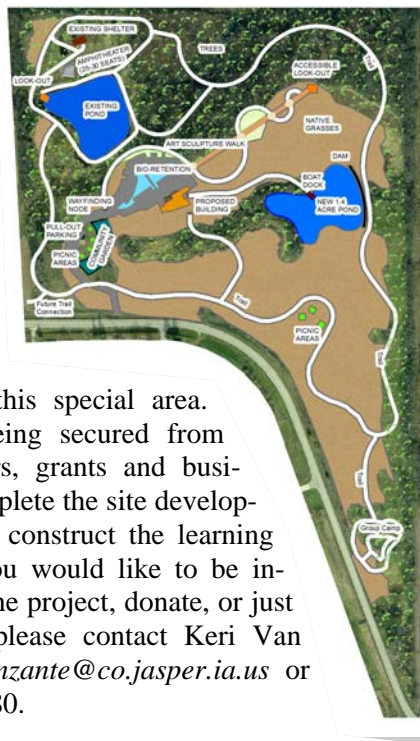 EXISTING SHELTER
AMPHITHEATER
(25-30 SEATS)
TREES
Trail
LOOK-OUT
ACCESSIBLE
LOOK-OUT
EXISTING
POND
NATIVE
GRASSES
ART SCULPTURE WALK
DAM
BIO-RETENTION
BOAT
DOCK
WAYFINDING
NODE
PROPOSED
BUILDING
NEW 1.4
ACRE POND
PULL-OUT
PARKING
COMMUNITY
GARDEN
PICNIC
AREAS
Future Trail
Connection
Trail
PICNIC
AREAS
Trail
Trail
Group Camp
this special area.
eing secured from
rs, grants and busi-
plete the site develop-
construct the learning
ou would like to be in-
ne project, donate, or just
please contact Keri Van
nzante@co.jasper.ia.us or
80.